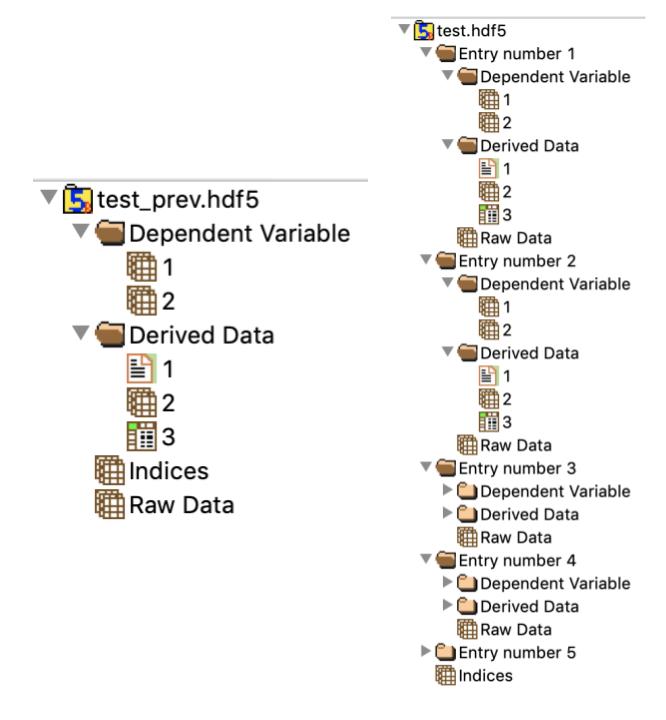 test_prev.hdf5
Dependent Variable
1
2
Derived Data
1
2
3
Indices
Raw Data
test.hdf5
Entry number 1
Dependent Variable
1
2
Derived Data
1
2
3
Raw Data
Entry number 2
Dependent Variable
1
2
Derived Data
1
2
3
Raw Data
Entry number 3
Dependent Variable
Derived Data
Raw Data
Entry number 4
Dependent Variable
Derived Data
Raw Data
Entry number 5
Indices